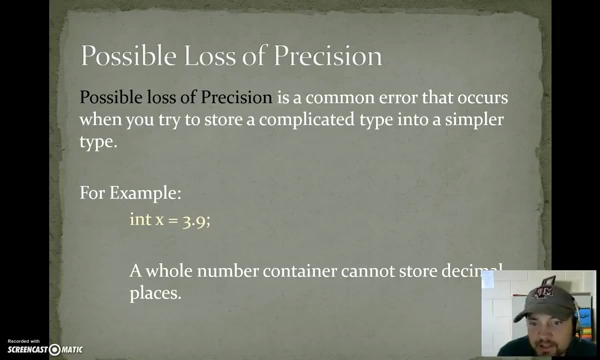 Possible Loss of Precision
Possible loss of Precision is a common error that occurs
when you try to store a complicated type into a simpler
type.
For Example:
int x = 3.9;
A whole number container cannot store decimal
places.
Recorded with
SCREENCAST MATIC